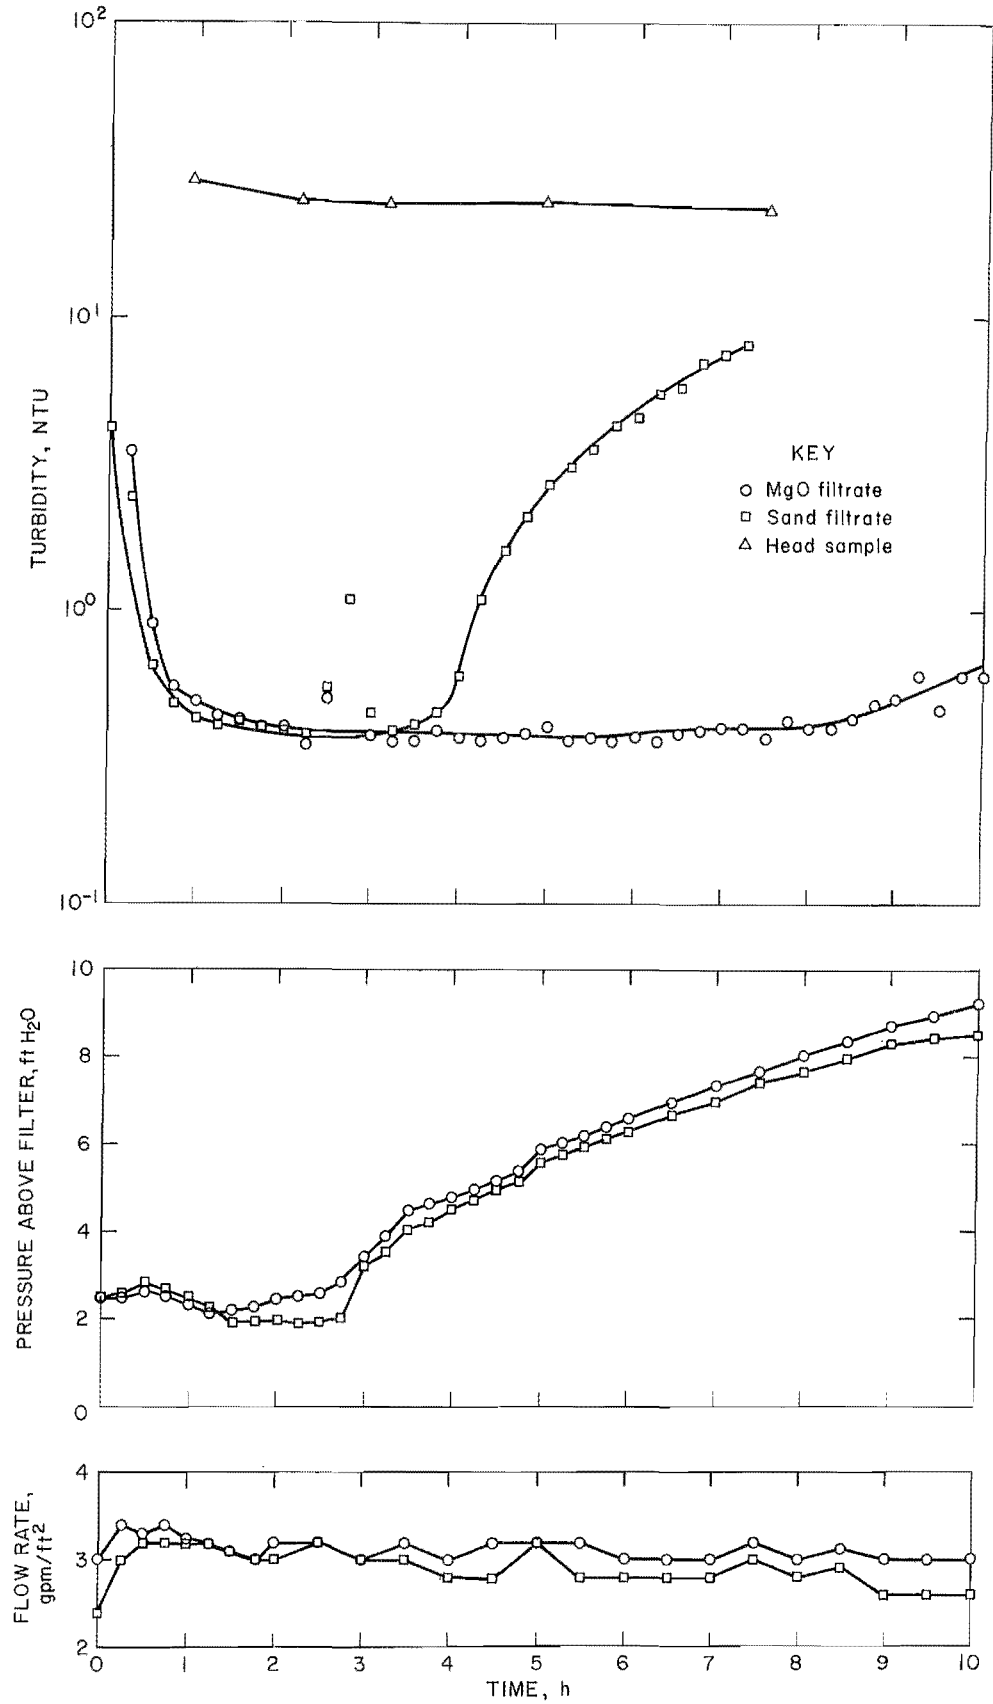 10²
10¹
10⁰
10⁻¹
TURBIDITY, NTU
KEY
MgO filtrate
Sand filtrate
Head sample
10
8
6
4
2
0
PRESSURE ABOVE FILTER, ft H₂O
4
3
2
FLOW RATE,
gpm/ft²
0 1 2 3 4 5 6 7 8 9 10
TIME, h